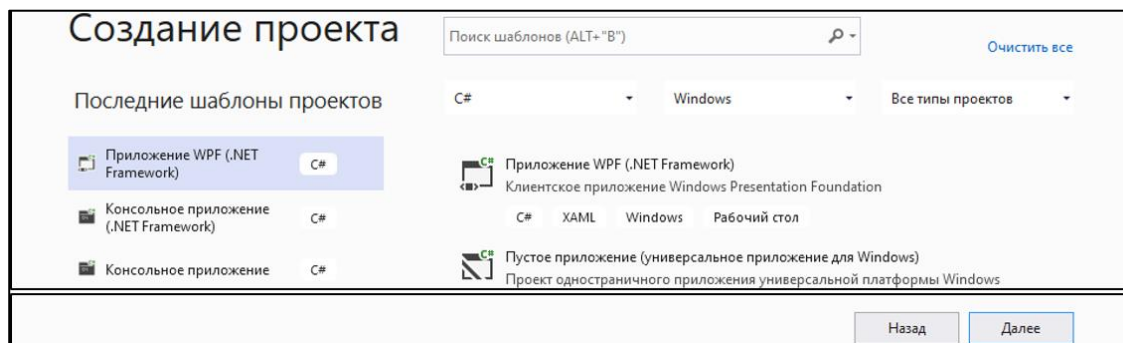 Создание проекта
Поиск шаблонов (ALT+"B")
Очистить все
Последние шаблоны проектов
C#
Windows
Все типы проектов
Приложение WPF (.NET
Framework)
C#
Консольное приложение
(.NET Framework)
C#
Консольное приложение
C#
C#
Приложение WPF (.NET Framework)
Клиентское приложение Windows Presentation Foundation
C# XAML Windows Рабочий стол
C#
Пустое приложение (универсальное приложение для Windows)
Проект одностраничного приложения универсальной платформы Windows
Назад
Далее